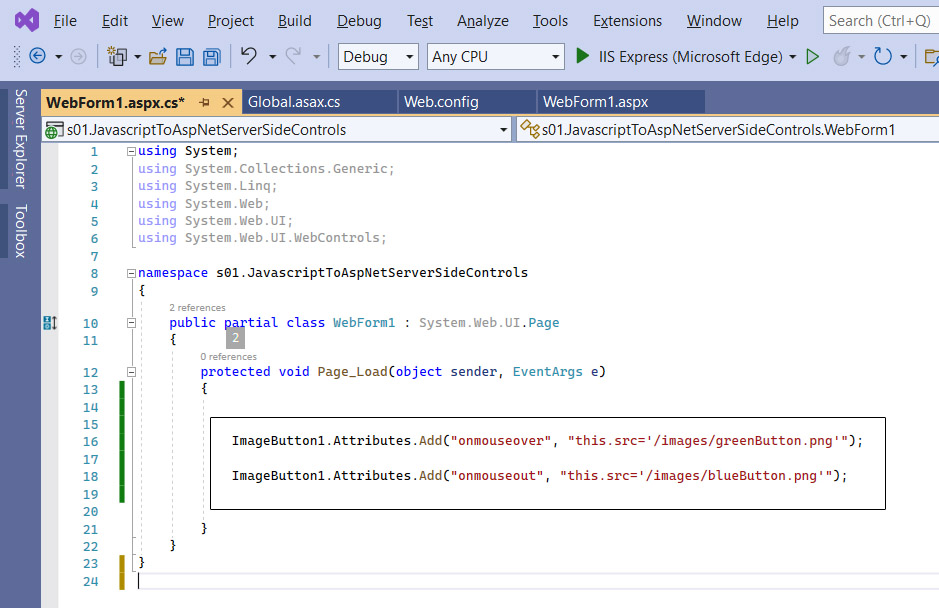 File Edit View Project Build Debug Test Analyze Tools Extensions Window Help Search (Ctrl+Q)
Debug Any CPU IIS Express (Microsoft Edge)
Server Explorer
Toolbox
WebForm1.aspx.cs* Global.asax.cs Web.config WebForm1.aspx
s01.JavascriptToAspNetServerSideControls s01.JavascriptToAspNetServerSideControls.WebForm1
1 using System;
2 using System.Collections.Generic;
3 using System.Linq;
4 using System.Web;
5 using System.Web.UI;
6 using System.Web.UI.WebControls;
7
8 namespace s01.JavascriptToAspNetServerSideControls
9 {
2 references
10 public partial class WebForm1 : System.Web.UI.Page
11 {
2
0 references
12 protected void Page_Load(object sender, EventArgs e)
13 {
14
15
16 ImageButton1.Attributes.Add("onmouseover", "this.src='/images/greenButton.png'");
17
18 ImageButton1.Attributes.Add("onmouseout", "this.src='/images/blueButton.png'");
19
20
21 }
22 }
23 }
24